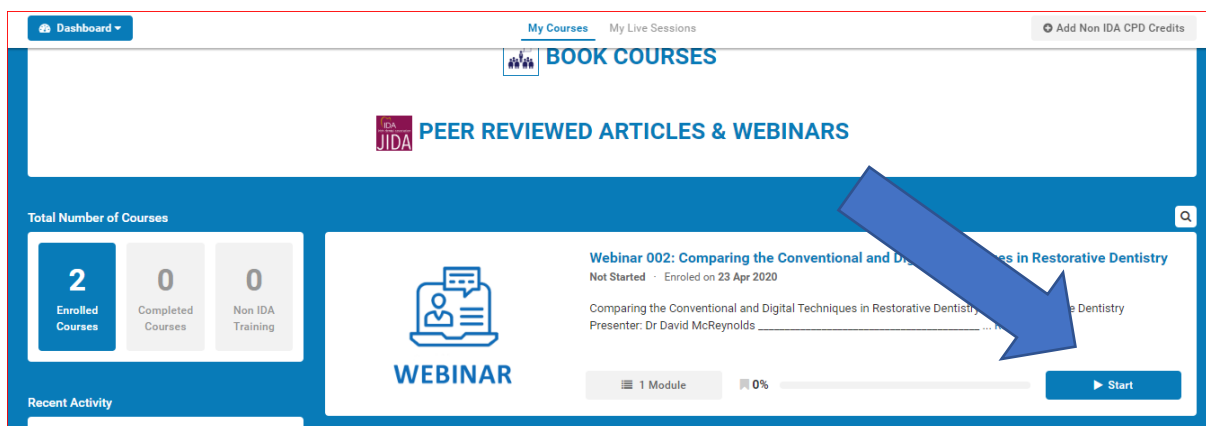 Dashboard
My Courses My Live Sessions
Add Non IDA CPD Credits
BOOK COURSES
IDA
JIDA
PEER REVIEWED ARTICLES & WEBINARS
Total Number of Courses
2
Enrolled
Courses
0
Completed
Courses
0
Non IDA
Training
Recent Activity
WEBINAR
Webinar 002: Comparing the Conventional and es in Restorative Dentistry
Not Started · Enroled on 23 Apr 2020
Comparing the Conventional and Digital Techniques in Restorative Dentistry e Dentistry
Presenter: Dr David McReynolds ...
1 Module
0%
Start